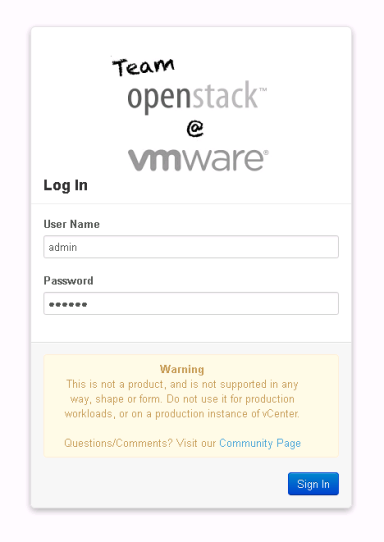 Team
openstack™
@
vmware®
Log In
User Name
admin
Password
••••••
Warning
This is not a product, and is not supported in any
way, shape or form. Do not use it for production
workloads, or on a production instance of vCenter.
Questions/Comments? Visit our Community Page
Sign In